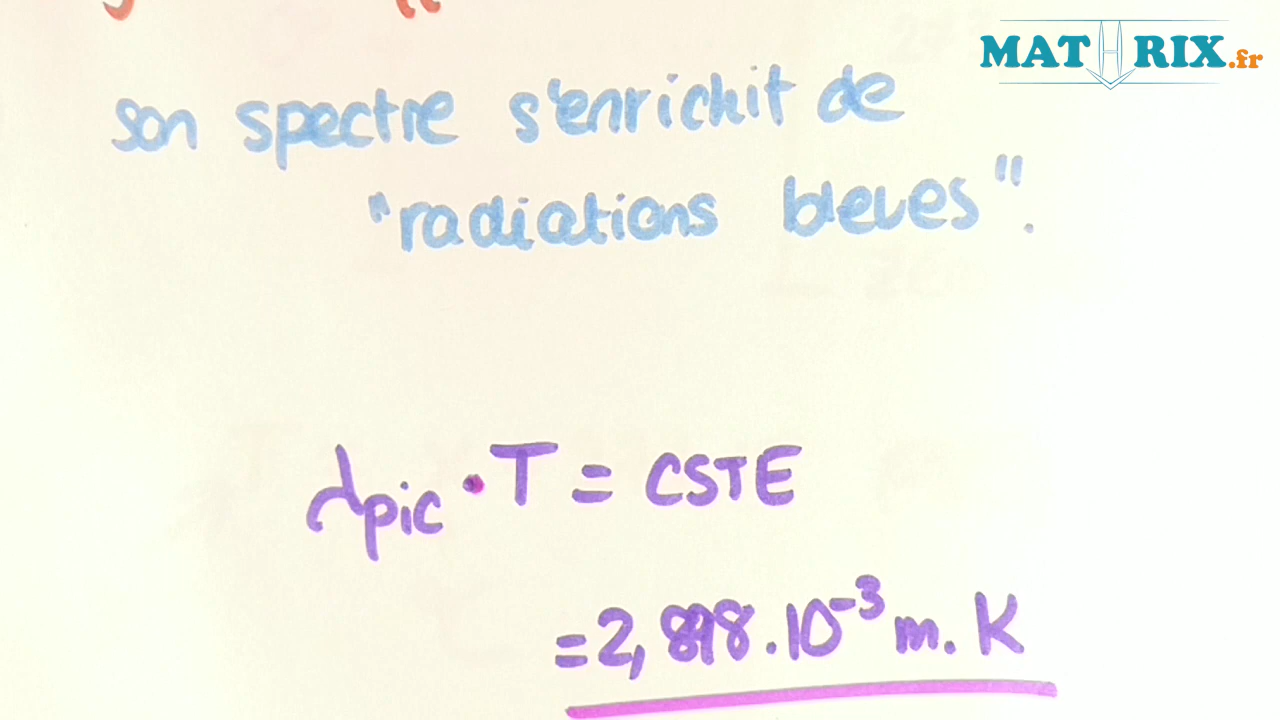 MATHRIX.fr
son spectre s'enrichit de
"radiations bleues".
λpic · T = CSTE
= 2,898.10⁻³ m. K